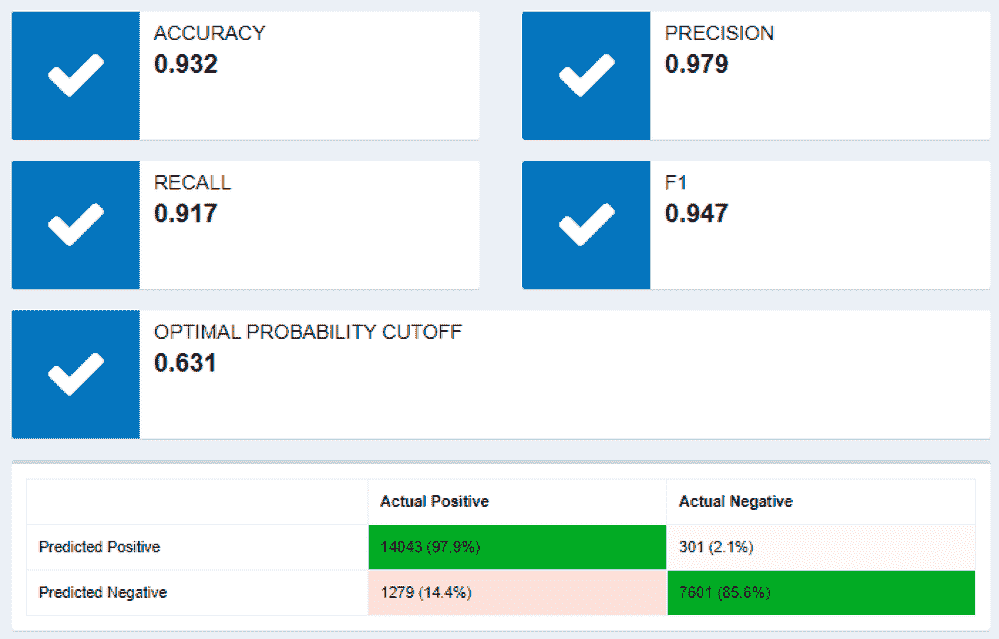 ACCURACY
0.932
PRECISION
0.979
RECALL
0.917
F1
0.947
OPTIMAL PROBABILITY CUTOFF
0.631
Actual Positive Actual Negative
Predicted Positive 14043 (97.9%) 301 (2.1%)
Predicted Negative 1279 (14.4%) 7601 (85.6%)